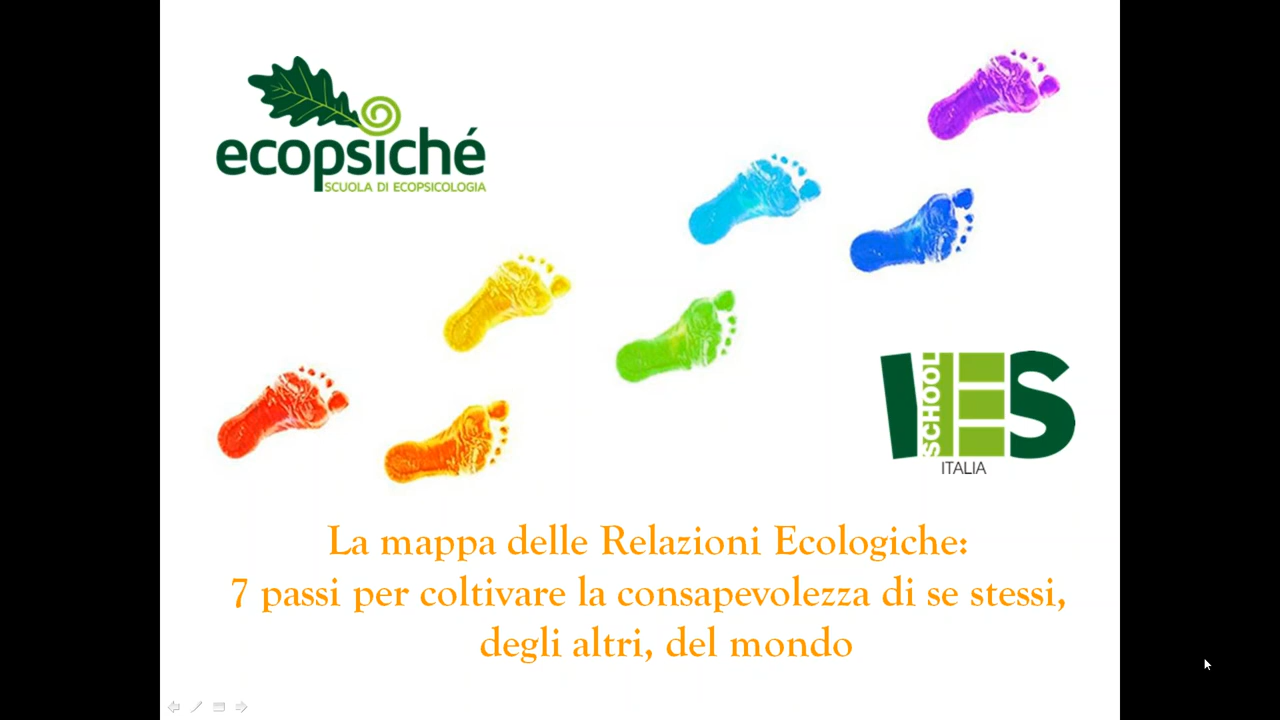 ecopsiché
SCUOLA DI ECOPSICOLOGIA
IES
SCHOOL
ITALIA
La mappa delle Relazioni Ecologiche:
7 passi per coltivare la consapevolezza di se stessi,
degli altri, del mondo